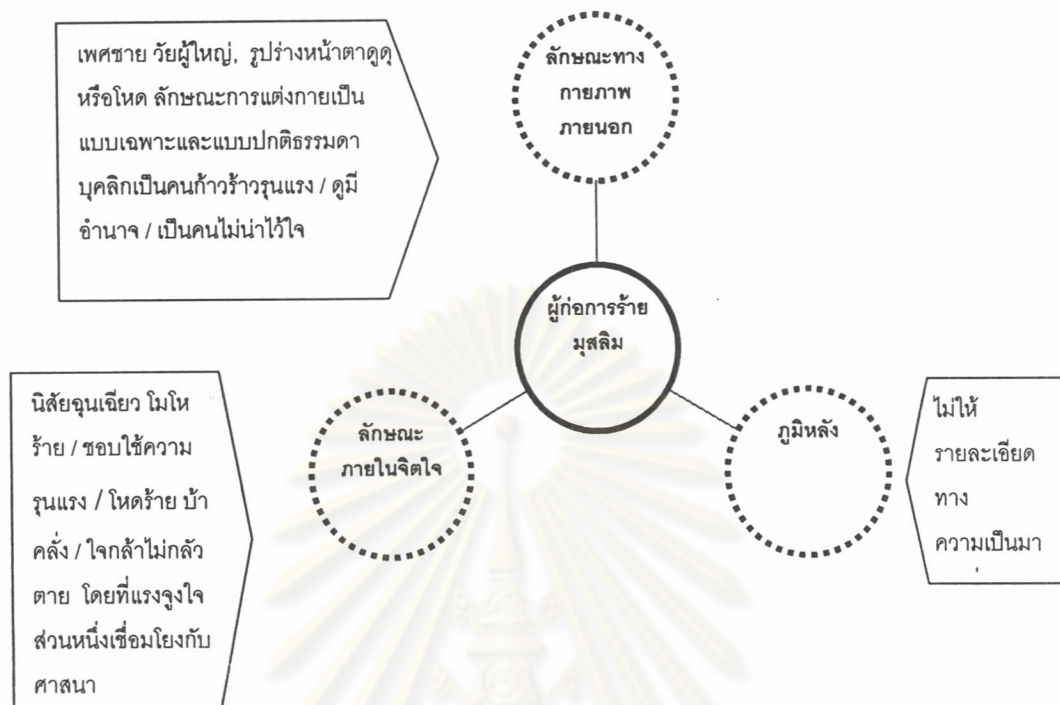 เพศชาย วัยผู้ใหญ่, รูปร่างหน้าตาดูดุ
หรือโหด ลักษณะการแต่งกายเป็น
แบบเฉพาะและแบบปกติธรรมดา
บุคลิกเป็นคนก้าวร้าวรุนแรง / ดูมี
อำนาจ / เป็นคนไม่น่าไว้ใจ
ลักษณะทาง
กายภาพ
ภายนอก
ผู้ก่อการร้าย
มุสลิม
นิสัยฉุนเฉียว โมโห
ร้าย / ชอบใช้ความ
รุนแรง / โหดร้าย บ้า
คลั่ง / ใจกล้าไม่กลัว
ตาย โดยที่แรงจูงใจ
ส่วนหนึ่งเชื่อมโยงกับ
ศาสนา
ลักษณะ
ภายในจิตใจ
ภูมิหลัง
ไม่ให้
รายละเอียด
ทาง
ความเป็นมา